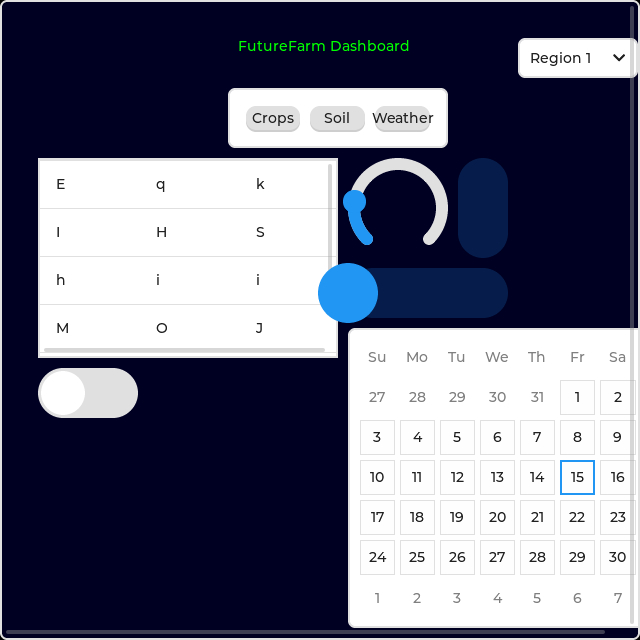 FutureFarm Dashboard
Region 1
Crops Soil Weather
E q k
I H S
h i i
M O J
Su Mo Tu We Th Fr Sa
27 28 29 30 31 1 2
3 4 5 6 7 8 9
10 11 12 13 14 15 16
17 18 19 20 21 22 23
24 25 26 27 28 29 30
1 2 3 4 5 6 7